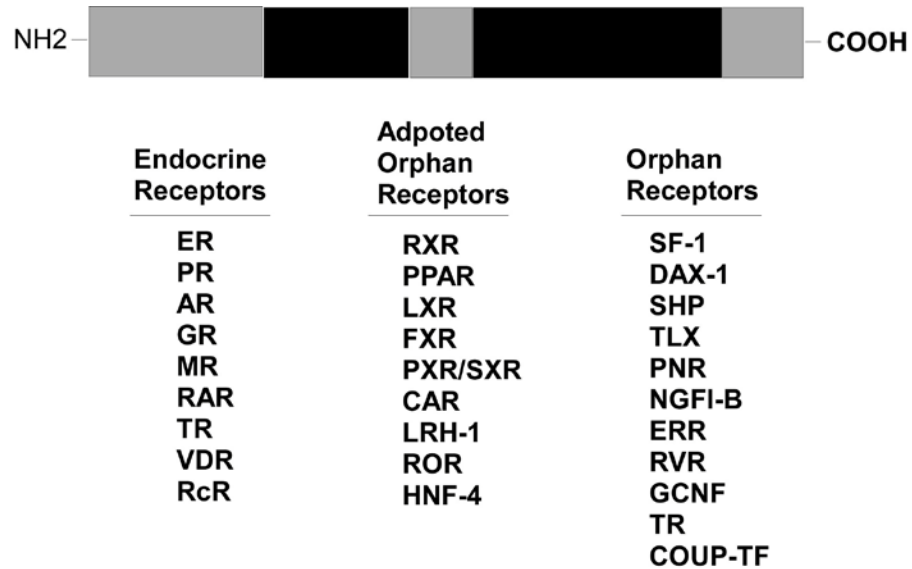 NH2
COOH
Endocrine
Receptors
ER
PR
AR
GR
MR
RAR
TR
VDR
RcR
Adpoted
Orphan
Receptors
RXR
PPAR
LXR
FXR
PXR/SXR
CAR
LRH-1
ROR
HNF-4
Orphan
Receptors
SF-1
DAX-1
SHP
TLX
PNR
NGFI-B
ERR
RVR
GCNF
TR
COUP-TF